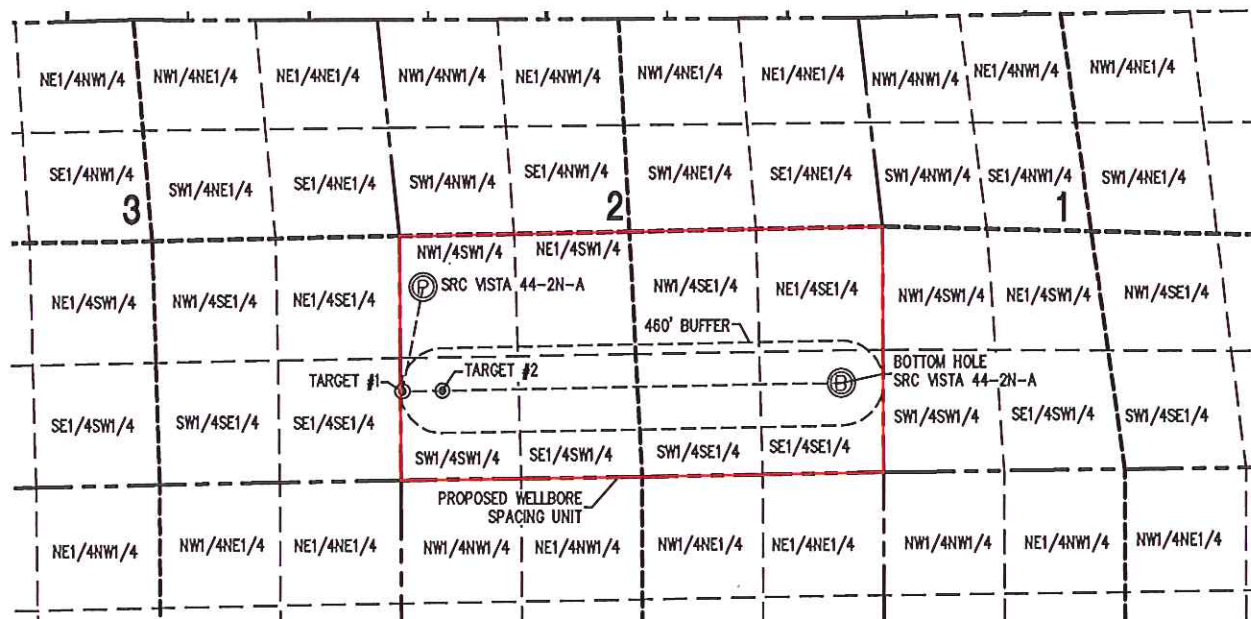 NE1/4NW1/4 NW1/4NE1/4 NE1/4NE1/4 NW1/4NW1/4 NE1/4NW1/4 NW1/4NE1/4 NE1/4NE1/4 NW1/4NW1/4 NE1/4NW1/4 NW1/4NE1/4
SE1/4NW1/4 SW1/4NE1/4 SE1/4NE1/4 SW1/4NW1/4 SE1/4NW1/4 SW1/4NE1/4 SE1/4NE1/4 SW1/4NW1/4 SE1/4NW1/4 SW1/4NE1/4
3 2 1
NW1/4SW1/4 NE1/4SW1/4
P SRC VISTA 44-2N-A
NE1/4SW1/4 NW1/4SE1/4 NE1/4SE1/4 NW1/4SE1/4 NE1/4SE1/4 NW1/4SW1/4 NE1/4SW1/4 NW1/4SE1/4
460' BUFFER
TARGET #1 TARGET #2
B BOTTOM HOLE
SRC VISTA 44-2N-A
SE1/4SW1/4 SW1/4SE1/4 SE1/4SE1/4 SW1/4SW1/4 SE1/4SW1/4 SW1/4SE1/4
SW1/4SW1/4 SE1/4SW1/4 SW1/4SE1/4 SE1/4SE1/4
PROPOSED WELLBORE
SPACING UNIT
NE1/4NW1/4 NW1/4NE1/4 NE1/4NE1/4 NW1/4NW1/4 NE1/4NW1/4 NW1/4NE1/4 NE1/4NE1/4 NW1/4NW1/4 NE1/4NW1/4 NW1/4NE1/4